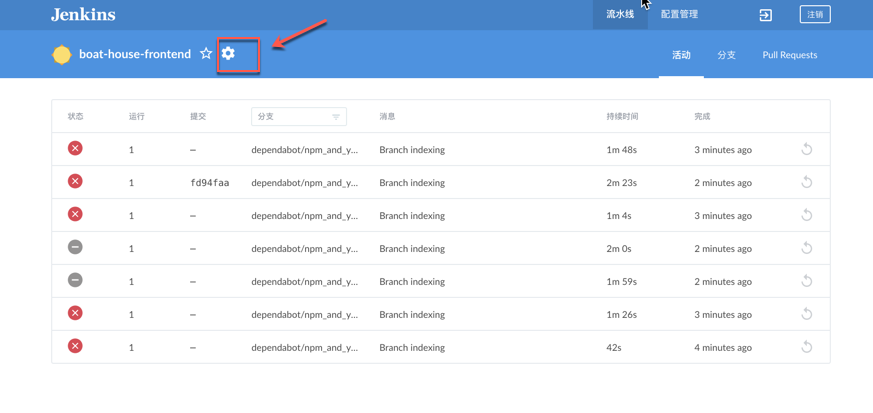 Jenkins 流水线 配置管理 注销
boat-house-frontend 活动 分支 Pull Requests
状态 运行 提交 分支 消息 持续时间 完成
1 – dependabot/npm_and_y... Branch indexing 1m 48s 3 minutes ago
1 fd94faa dependabot/npm_and_y... Branch indexing 2m 23s 2 minutes ago
1 – dependabot/npm_and_y... Branch indexing 1m 4s 3 minutes ago
1 – dependabot/npm_and_y... Branch indexing 2m 0s 2 minutes ago
1 – dependabot/npm_and_y... Branch indexing 1m 59s 2 minutes ago
1 – dependabot/npm_and_y... Branch indexing 1m 26s 3 minutes ago
1 – dependabot/npm_and_y... Branch indexing 42s 4 minutes ago